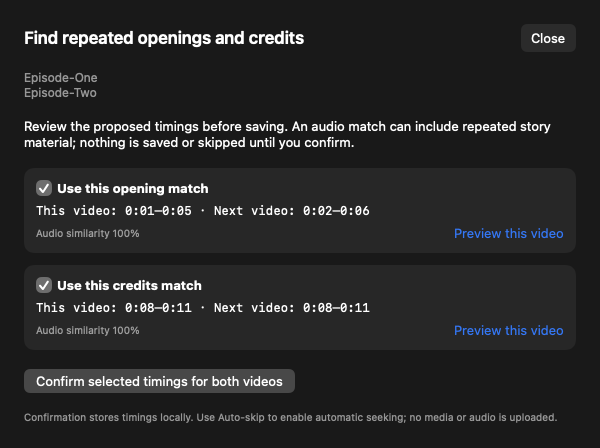 Find repeated openings and credits
Close
Episode-One
Episode-Two
Review the proposed timings before saving. An audio match can include repeated story
material; nothing is saved or skipped until you confirm.
Use this opening match
This video: 0:01—0:05 · Next video: 0:02—0:06
Audio similarity 100%
Preview this video
Use this credits match
This video: 0:08—0:11 · Next video: 0:08—0:11
Audio similarity 100%
Preview this video
Confirm selected timings for both videos
Confirmation stores timings locally. Use Auto-skip to enable automatic seeking; no media or audio is uploaded.